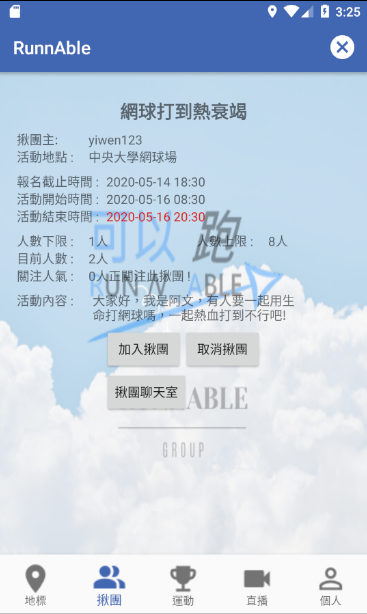 3:25
RunnAble
網球打到熱衰竭
揪團主: yiwen123
活動地點 : 中央大學網球場
報名截止時間 : 2020-05-14 18:30
活動開始時間 : 2020-05-16 08:30
活動結束時間 : 2020-05-16 20:30
可以 跑
人數下限 : 1人 人數上限 : 8人
目前人數 : 2人
關注人氣 : 0人正關注此揪團 !
活動內容 : 大家好，我是阿文，有人要一起用生
命打網球嗎，一起熱血打到不行吧!
加入揪團 取消揪團
揪團聊天室
GROUP
地標 揪團 運動 直播 個人